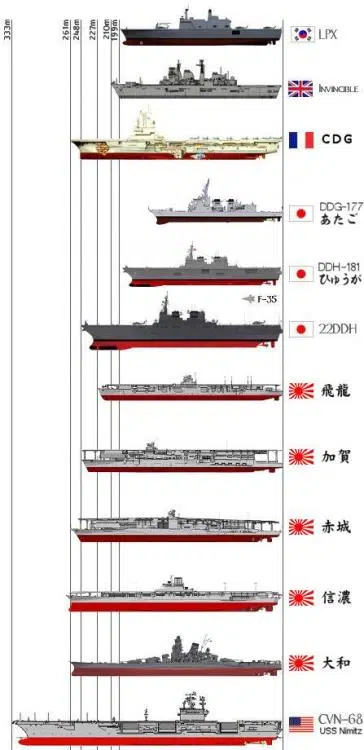 333m
261m
248m
227m
210m
199m
LPX
INVINCIBLE
CDG
DDG-177
あたご
DDH-181
ひゅうが
F-35
22DDH
飛龍
加賀
赤城
信濃
大和
CVN-68
USS Nimitz